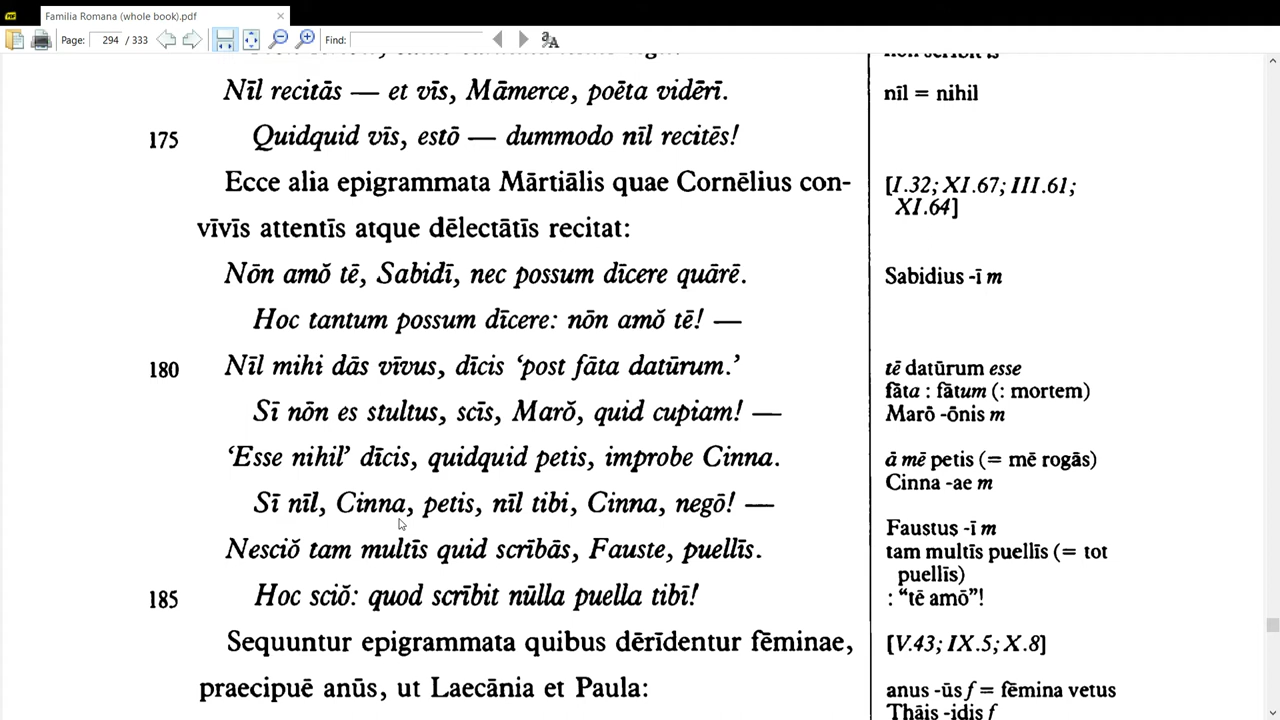 Familia Romana (whole book).pdf
Page: 294 / 333 Find:
Nīl recitās — et vīs, Māmerce, poēta vidērī. nīl = nihil
175 Quidquid vīs, estō — dummodo nīl recitēs!
Ecce alia epigrammata Mārtiālis quae Cornēlius con- [I.32; XI.67; III.61;
XI.64]
vīvīs attentīs atque dēlectātīs recitat:
Nōn amŏ tē, Sabidī, nec possum dīcere quārē. Sabidius -ī m
Hoc tantum possum dīcere: nōn amŏ tē! —
180 Nīl mihi dās vīvus, dīcis ‘post fāta datūrum.’ tē datūrum esse
fāta : fātum (: mortem)
Sī nōn es stultus, scīs, Marŏ, quid cupiam! — Marō -ōnis m
‘Esse nihil’ dīcis, quidquid petis, improbe Cinna. ā mē petis (= mē rogās)
Cinna -ae m
Sī nīl, Cinna, petis, nīl tibi, Cinna, negō! —
Faustus -ī m
Nesciŏ tam multīs quid scrībās, Fauste, puellīs. tam multīs puellīs (= tot
puellīs)
185 Hoc sciŏ: quod scrībit nūlla puella tibī! : “tē amō”!
Sequuntur epigrammata quibus dērīdentur fēminae, [V.43; IX.5; X.8]
praecipuē anūs, ut Laecānia et Paula: anus -ūs f = fēmina vetus
Thāis -idis f